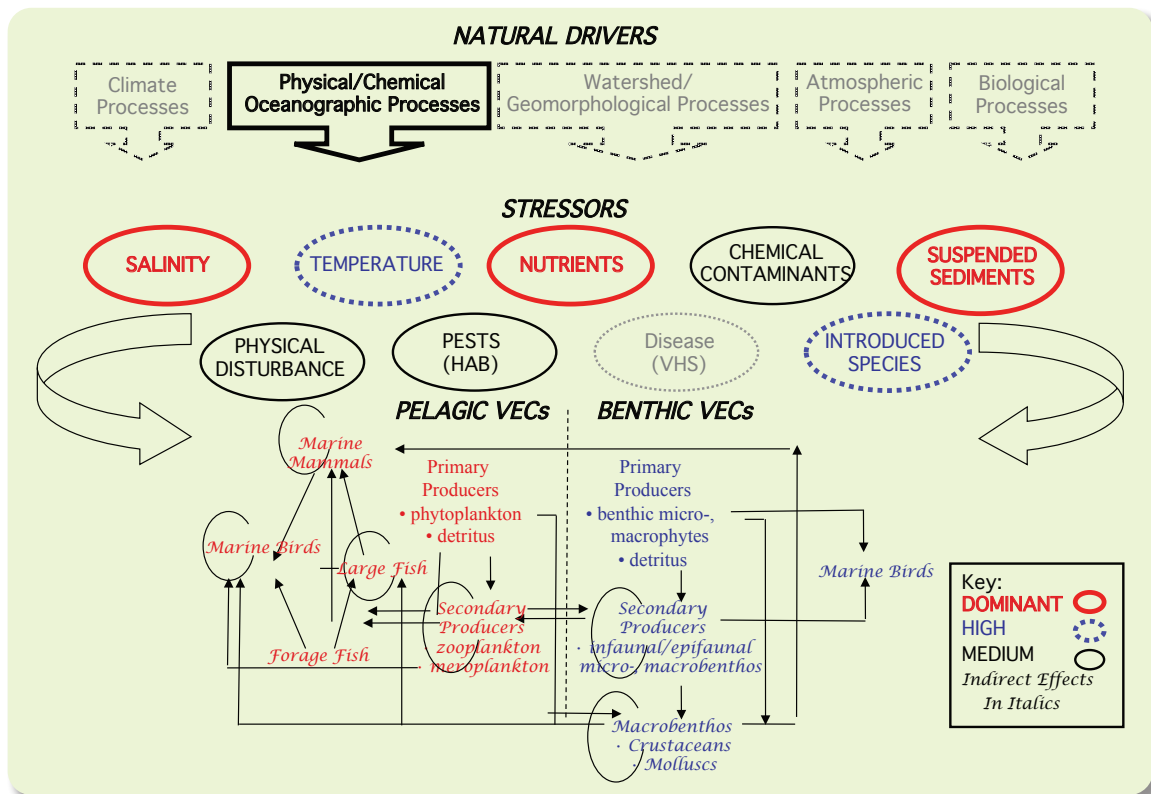 NATURAL DRIVERS
Climate
Processes
Physical/Chemical
Oceanographic Processes
Watershed/
Geomorphological Processes
Atmospheric
Processes
Biological
Processes
STRESSORS
SALINITY
TEMPERATURE
NUTRIENTS
CHEMICAL
CONTAMINANTS
SUSPENDED
SEDIMENTS
PHYSICAL
DISTURBANCE
PESTS
(HAB)
Disease
(VHS)
INTRODUCED
SPECIES
PELAGIC VECs
BENTHIC VECs
Marine
Mammals
Primary
Producers
• phytoplankton
• detritus
Primary
Producers
• benthic micro-,
macrophytes
• detritus
Marine Birds
Large Fish
Marine Birds
Secondary
Producers
zooplankton
· meroplankton
Secondary
Producers
· infaunal/epifaunal
micro-, macrobenthos
Forage Fish
Macrobenthos
· Crustaceans
· Molluscs
Key:
DOMINANT
HIGH
MEDIUM
Indirect Effects
In Italics